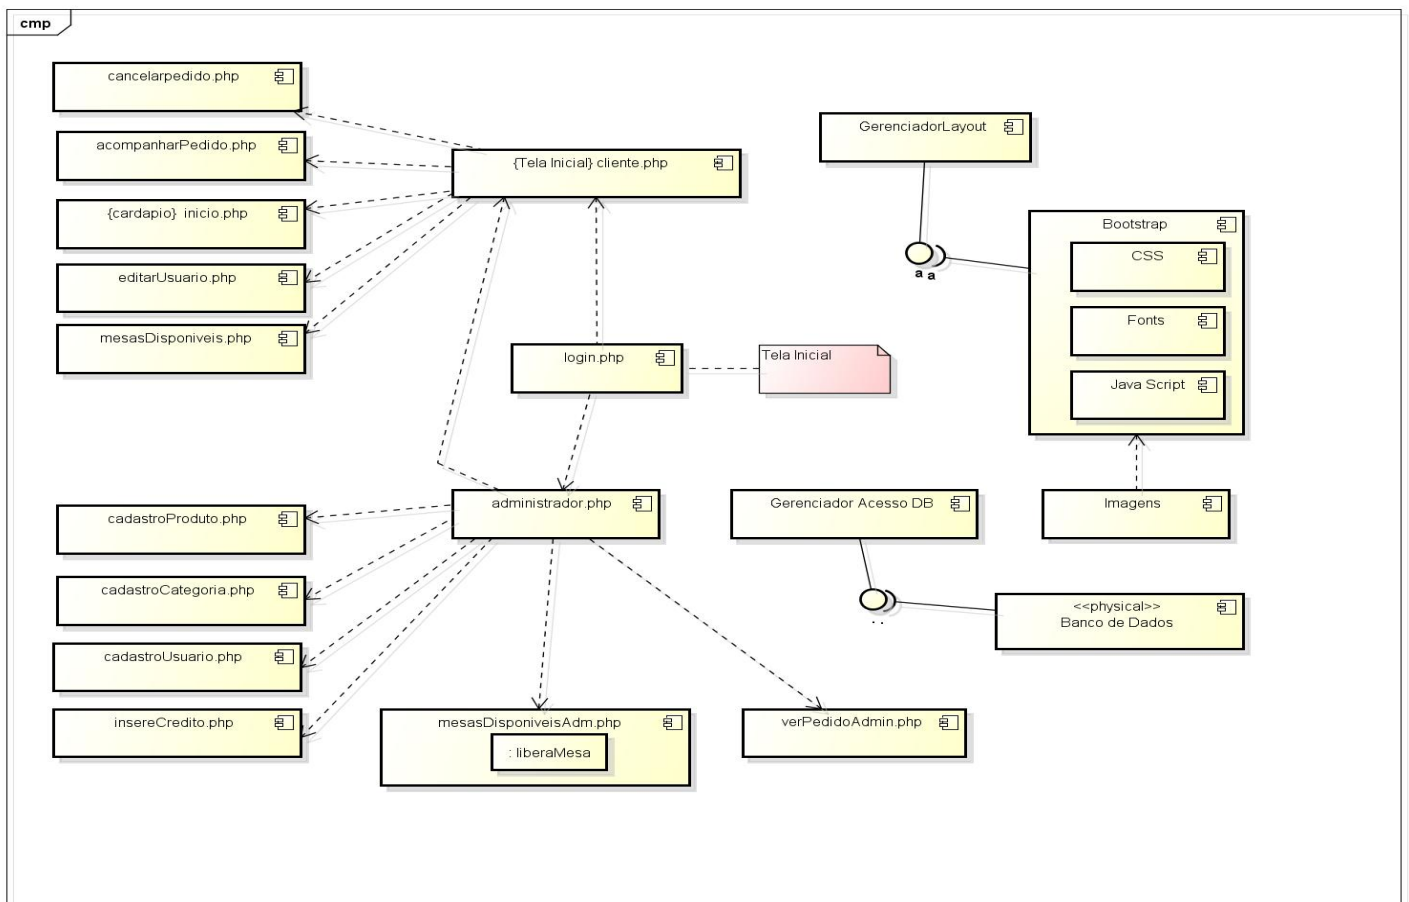 cmp
cancelarpedido.php
acompanharPedido.php
{cardapio} inicio.php
editarUsuario.php
mesasDisponiveis.php
{Tela Inicial} cliente.php
GerenciadorLayout
a a
Bootstrap
CSS
Fonts
Java Script
login.php
Tela Inicial
administrador.php
Gerenciador Acesso DB
Imagens
. .
<<physical>>
Banco de Dados
cadastroProduto.php
cadastroCategoria.php
cadastroUsuario.php
insereCredito.php
mesasDisponiveisAdm.php
: liberaMesa
verPedidoAdmin.php